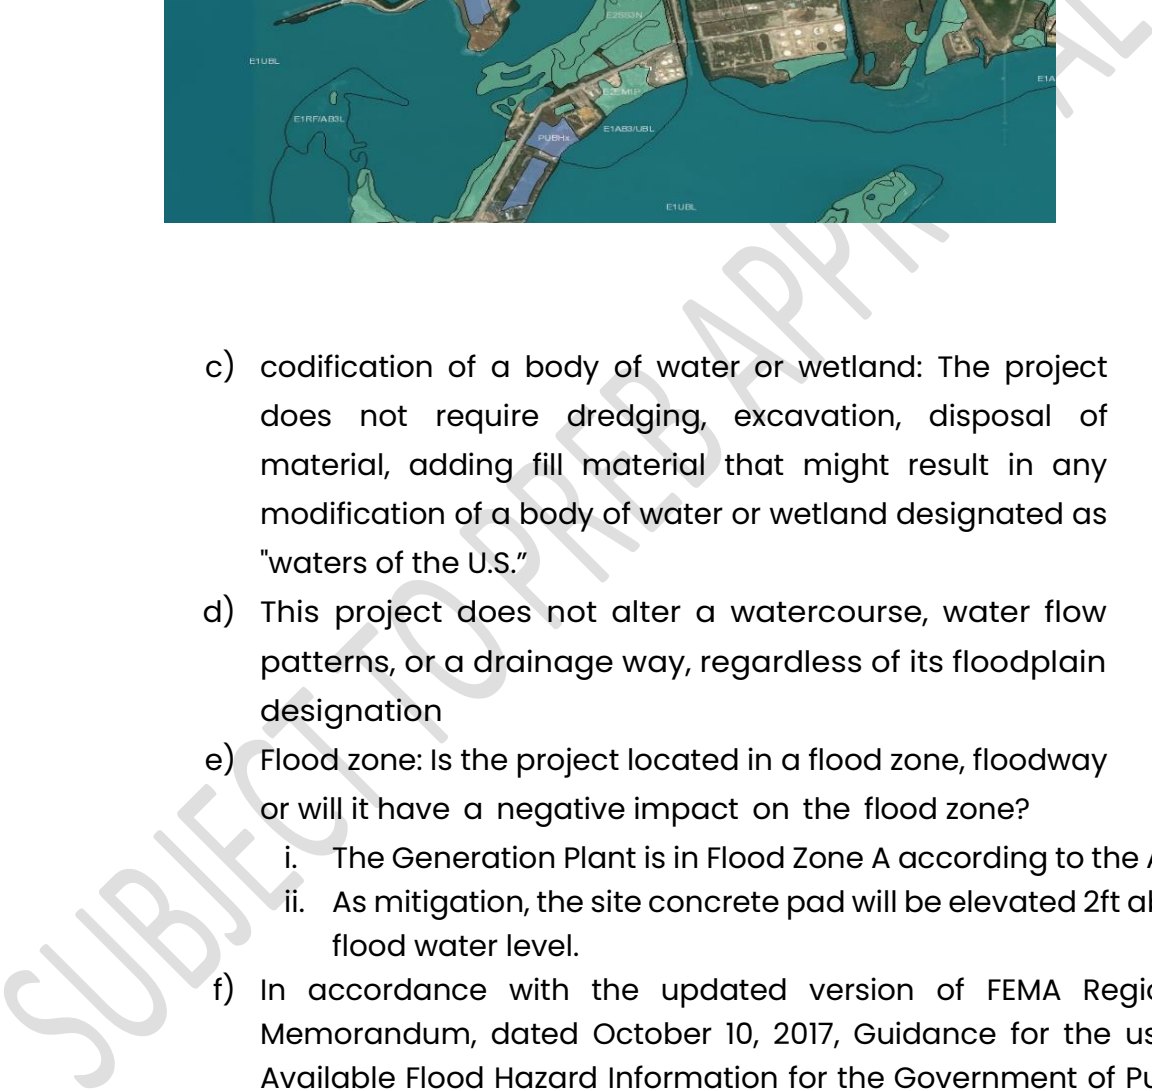 E2SS3N
E1UBL
E2EM1P
E1RF/AB3L
E1AB3/UBL
PUBHx
E1UBL
c) codification of a body of water or wetland: The project
does not require dredging, excavation, disposal of
material, adding fill material that might result in any
modification of a body of water or wetland designated as
"waters of the U.S.”
d) This project does not alter a watercourse, water flow
patterns, or a drainage way, regardless of its floodplain
designation
e) Flood zone: Is the project located in a flood zone, floodway
or will it have a negative impact on the flood zone?
i. The Generation Plant is in Flood Zone A according to the
ii. As mitigation, the site concrete pad will be elevated 2ft
flood water level.
f) In accordance with the updated version of FEMA
Memorandum, dated October 10, 2017, Guidance for the
Available Flood Hazard Information for the Government of
SUBJECT TO PREB